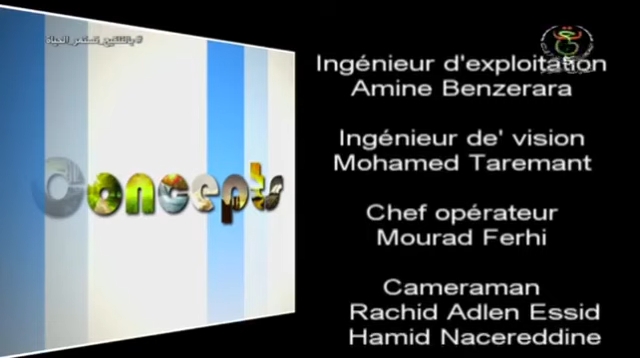 #بالتلقيح_تستمر_الحياة
Concepts
Ingénieur d'exploitation
Amine Benzerara
Ingénieur de' vision
Mohamed Taremant
Chef opérateur
Mourad Ferhi
Cameraman
Rachid Adlen Essid
Hamid Nacereddine